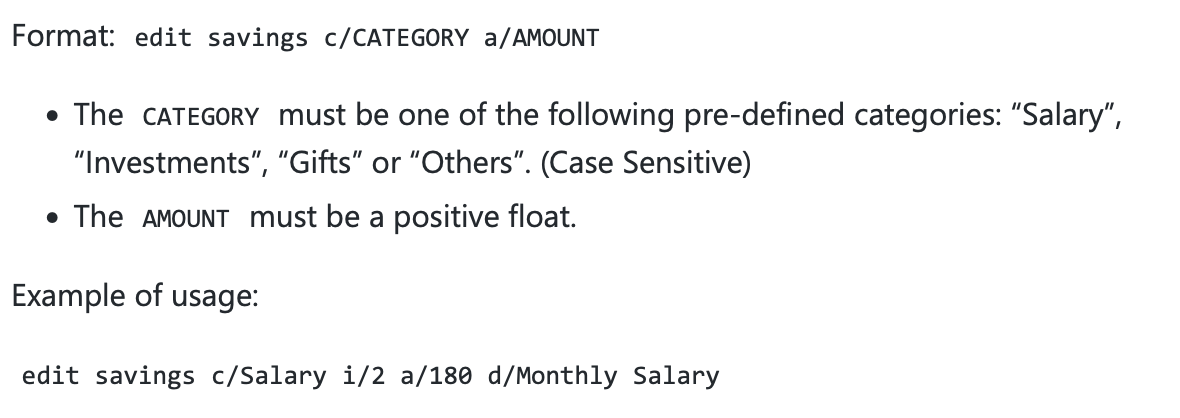 Format: edit savings c/CATEGORY a/AMOUNT
• The CATEGORY must be one of the following pre-defined categories: “Salary”,
“Investments”, “Gifts” or “Others”. (Case Sensitive)
• The AMOUNT must be a positive float.
Example of usage:
edit savings c/Salary i/2 a/180 d/Monthly Salary